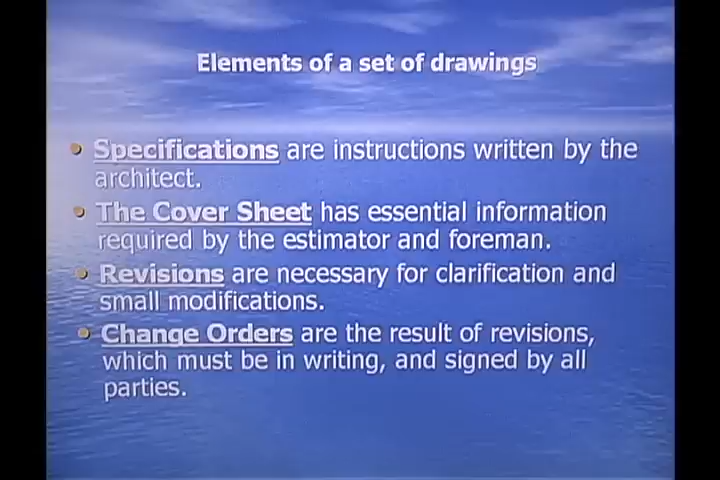 Elements of a set of drawings
Specifications are instructions written by the
architect.
The Cover Sheet has essential information
required by the estimator and foreman.
Revisions are necessary for clarification and
small modifications.
Change Orders are the result of revisions,
which must be in writing, and signed by all
parties.